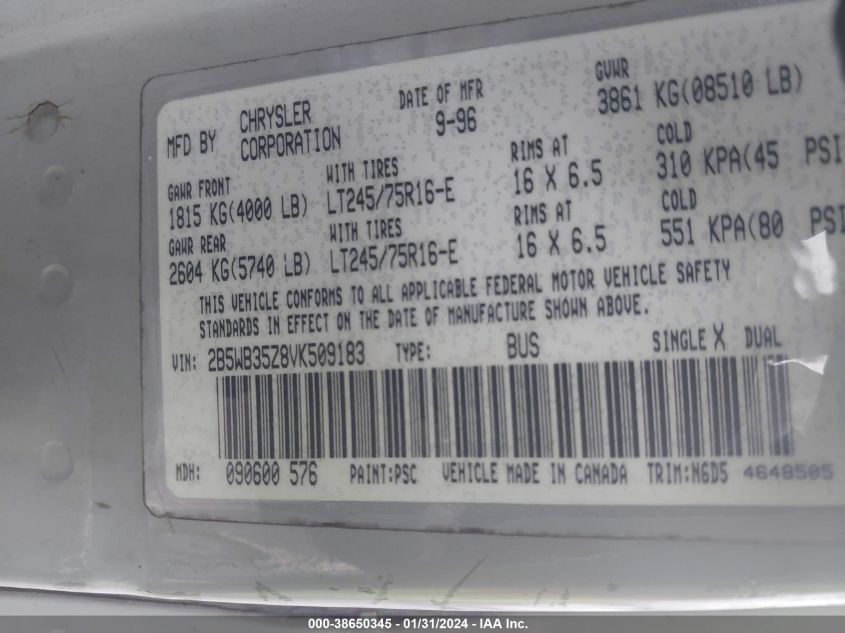 MFD BY CHRYSLER CORPORATION DATE OF MFR 9-96 GVWR 3861 KG(08510 LB)
GAWR FRONT WITH TIRES RIMS AT COLD
1815 KG(4000 LB) LT245/75R16-E 16 X 6.5 310 KPA(45 PSI
GAWR REAR WITH TIRES RIMS AT COLD
2604 KG(5740 LB) LT245/75R16-E 16 X 6.5 551 KPA(80 PSI
THIS VEHICLE CONFORMS TO ALL APPLICABLE FEDERAL MOTOR VEHICLE SAFETY
STANDARDS IN EFFECT ON THE DATE OF MANUFACTURE SHOWN ABOVE.
VIN: 2B5WB35Z8VK509183 TYPE: BUS SINGLE X DUAL
MDH: 090600 576 PAINT:PSC VEHICLE MADE IN CANADA TRIM:N6D5 4648505
000-38650345 - 01/31/2024 - IAA Inc.